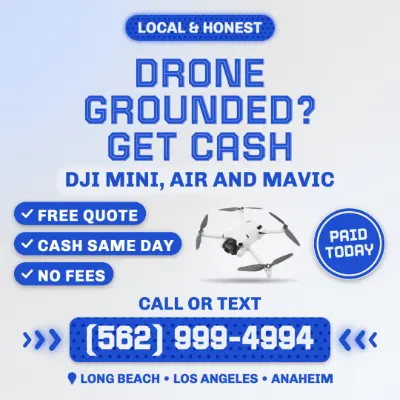 LOCAL & HONEST
DRONE
GROUNDED?
GET CASH
DJI MINI, AIR AND MAVIC
FREE QUOTE
CASH SAME DAY
NO FEES
PAID
TODAY
CALL OR TEXT
(562) 999-4994
LONG BEACH • LOS ANGELES • ANAHEIM